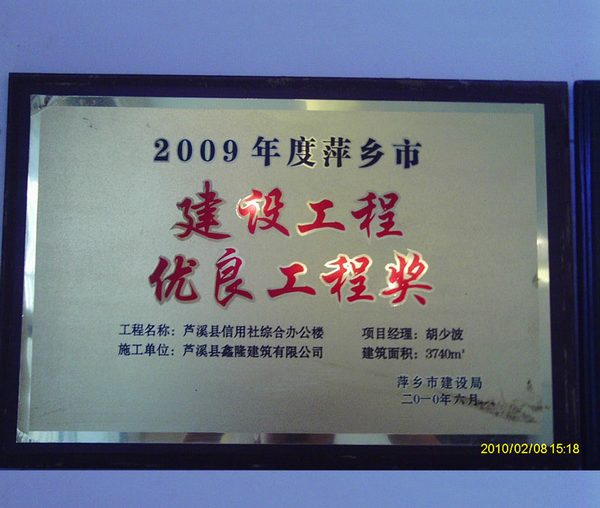 2009年度萍乡市
建设工程
优良工程奖
工程名称：芦溪县信用社综合办公楼 项目经理：胡少波
施工单位：芦溪县鑫隆建筑有限公司 建筑面积：3740m²
萍乡市建设局
二〇一〇年六月
2010/02/08 15:18